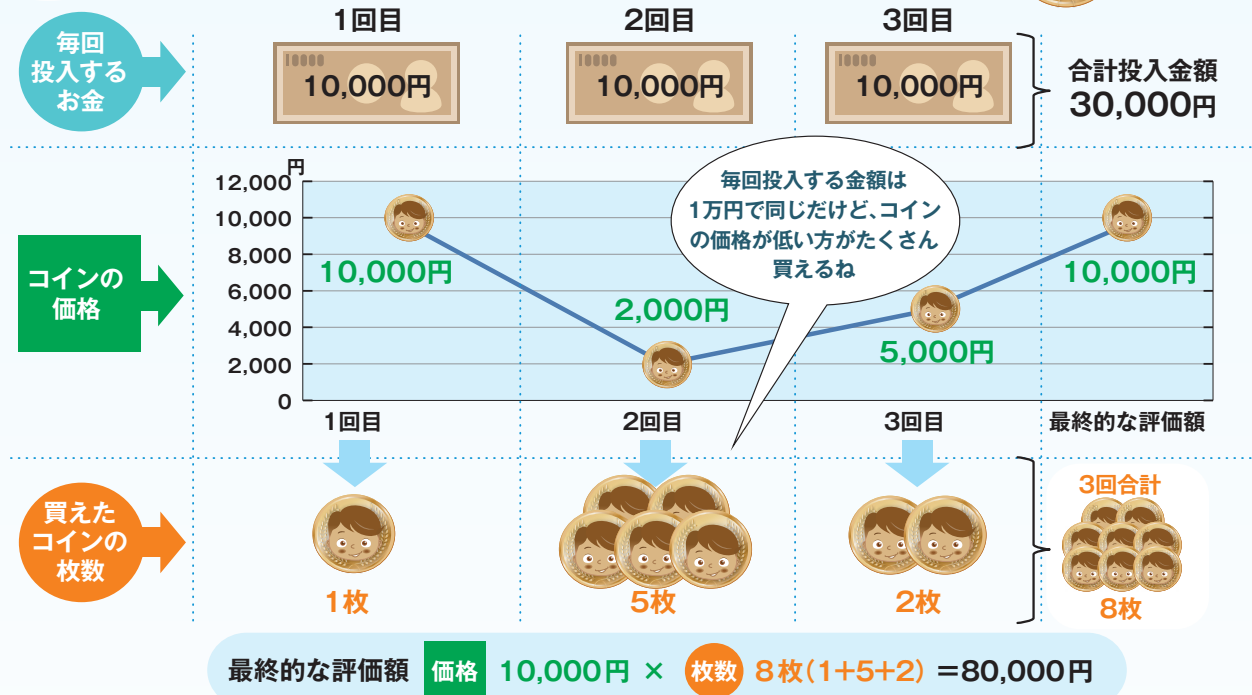 毎回
投入する
お金
1回目
2回目
3回目
10000
10,000円
10000
10,000円
10000
10,000円
合計投入金額
30,000円
コインの
価格
円
12,000
10,000
8,000
6,000
4,000
2,000
0
10,000円
2,000円
5,000円
10,000円
毎回投入する金額は
1万円で同じだけど、コイン
の価格が低い方がたくさん
買えるね
1回目
2回目
3回目
最終的な評価額
買えた
コインの
枚数
1枚
5枚
2枚
3回合計
8枚
最終的な評価額 価格 10,000円 × 枚数 8枚(1+5+2) =80,000円